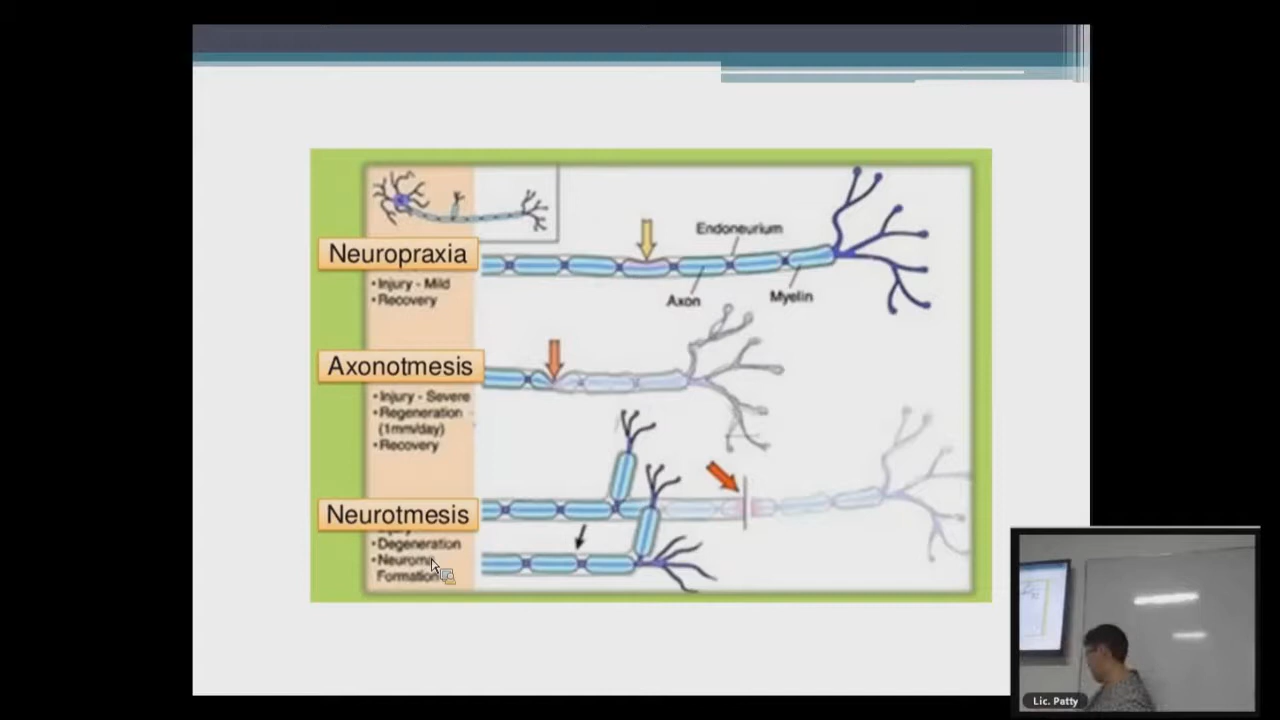 Neuropraxia
• Injury - Mild
• Recovery
Endoneurium
Axon
Myelin
Axonotmesis
• Injury - Severe
• Regeneration -
(1mm/day)
• Recovery
Neurotmesis
• Degeneration
• Neuroma
Formation
Lic. Patty